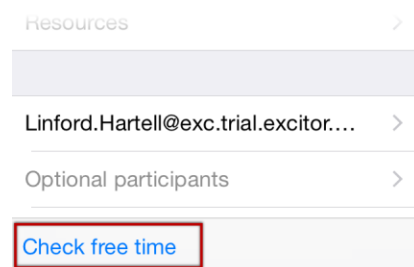 Resources
Linford.Hartell@exc.trial.excitor....
Optional participants
Check free time